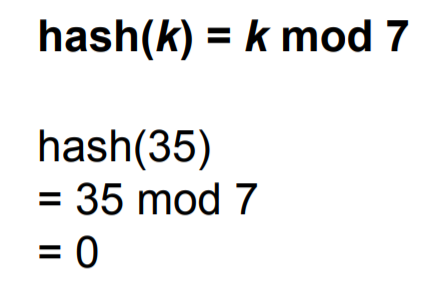 hash(k) = k mod 7
hash(35)
= 35 mod 7
= 0